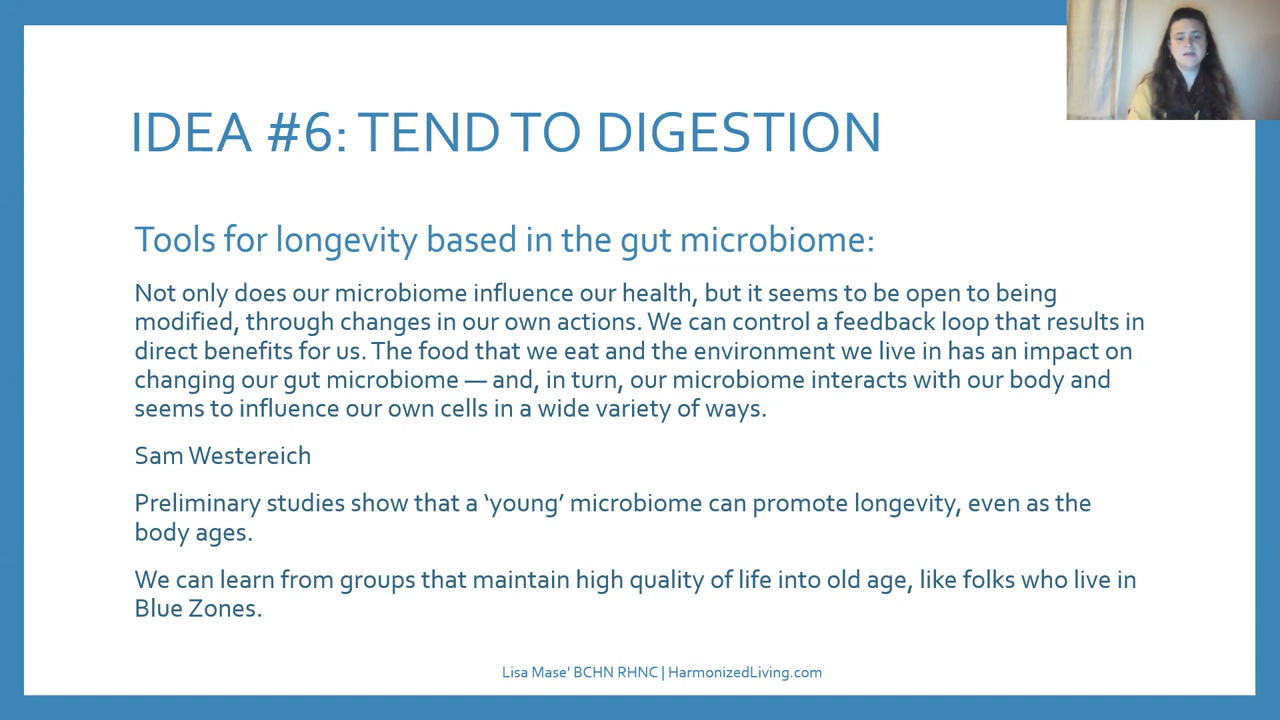 IDEA #6: TEND TO DIGESTION
Tools for longevity based in the gut microbiome:
Not only does our microbiome influence our health, but it seems to be open to being
modified, through changes in our own actions. We can control a feedback loop that results in
direct benefits for us. The food that we eat and the environment we live in has an impact on
changing our gut microbiome — and, in turn, our microbiome interacts with our body and
seems to influence our own cells in a wide variety of ways.
Sam Westereich
Preliminary studies show that a ‘young’ microbiome can promote longevity, even as the
body ages.
We can learn from groups that maintain high quality of life into old age, like folks who live in
Blue Zones.
Lisa Mase' BCHN RHNC | HarmonizedLiving.com